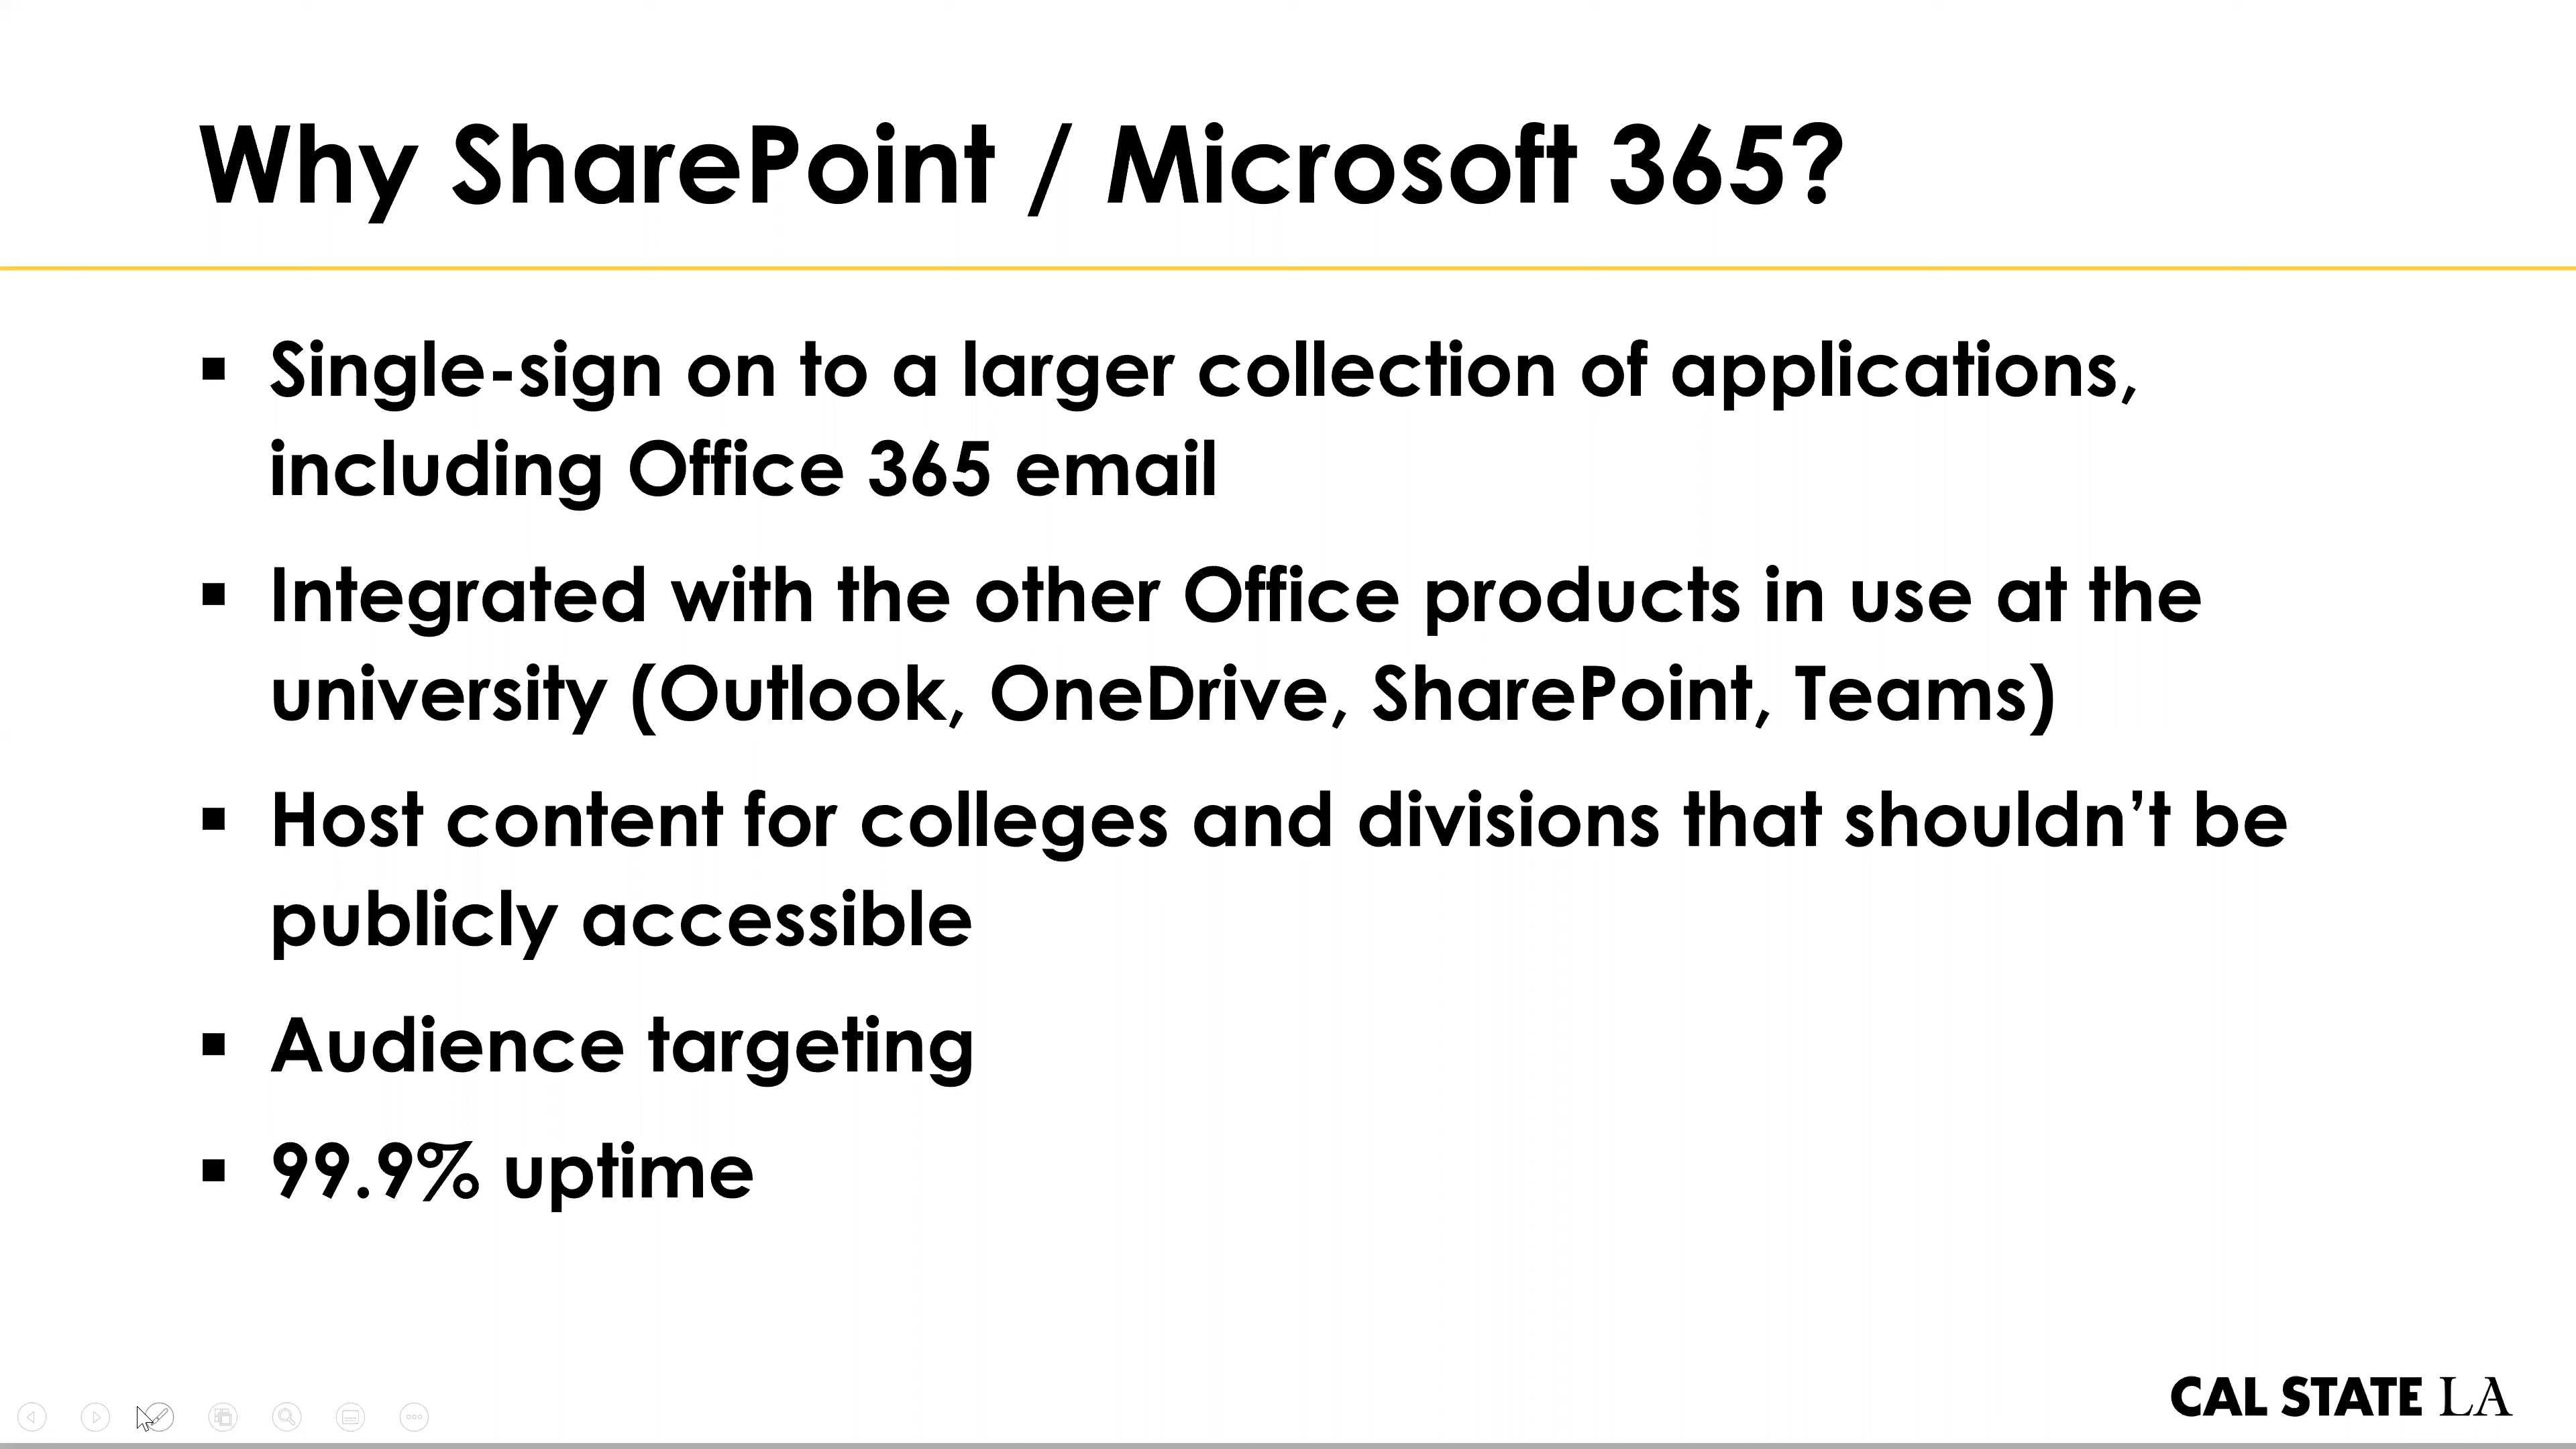 Why SharePoint / Microsoft 365?
▪ Single-sign on to a larger collection of applications,
including Office 365 email
▪ Integrated with the other Office products in use at the
university (Outlook, OneDrive, SharePoint, Teams)
▪ Host content for colleges and divisions that shouldn’t be
publicly accessible
▪ Audience targeting
▪ 99.9% uptime
CAL STATE LA